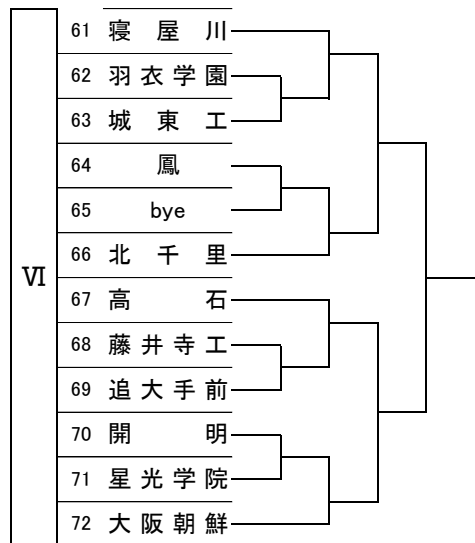 Ⅵ
61 寝屋川
62 羽衣学園
63 城東工
64 鳳
65 bye
66 北千里
67 高石
68 藤井寺工
69 追大手前
70 開明
71 星光学院
72 大阪朝鮮